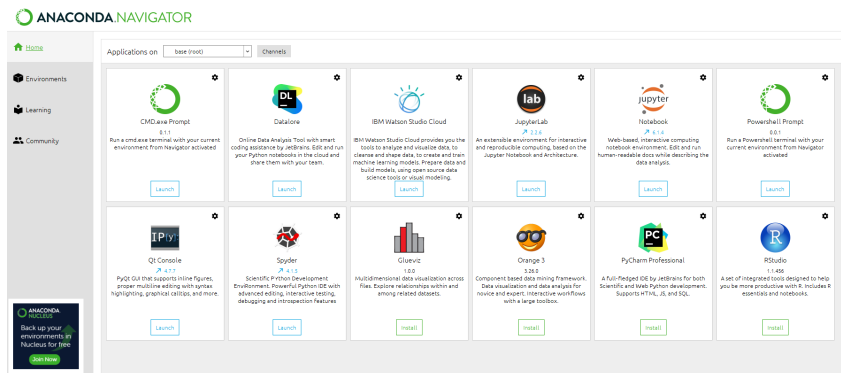 ANACONDA.NAVIGATOR
Home
Environments
Learning
Community
ANACONDA.
NUCLEUS
Back up your
environments in
Nucleus for free
Join Now
Applications on base (root) Channels
CMD.exe Prompt
0.1.1
Run a cmd.exe terminal with your current
environment from Navigator activated
Launch
DL
Datalore
Online Data Analysis Tool with smart
coding assistance by JetBrains. Edit and run
your Python notebooks in the cloud and
share them with your team.
Launch
IBM Watson Studio Cloud
IBM Watson Studio Cloud provides you the
tools to analyze and visualize data, to
cleanse and shape data, to create and train
machine learning models. Prepare data and
build models, using open source data
science tools or visual modeling.
Launch
lab
JupyterLab
2.2.6
An extensible environment for interactive
and reproducible computing, based on the
Jupyter Notebook and Architecture.
Launch
jupyter
Notebook
6.1.4
Web-based, interactive computing
notebook environment. Edit and run
human-readable docs while describing the
data analysis.
Launch
Powershell Prompt
0.0.1
Run a Powershell terminal with your
current environment from Navigator
activated
Launch
IP[y]:
Qt Console
4.7.7
PyQt GUI that supports inline figures,
proper multiline editing with syntax
highlighting, graphical calltips, and more.
Launch
Spyder
4.1.5
Scientific PYthon Development
EnviRonment. Powerful Python IDE with
advanced editing, interactive testing,
debugging and introspection features
Launch
Glueviz
1.0.0
Multidimensional data visualization across
files. Explore relationships within and
among related datasets.
Install
Orange 3
3.26.0
Component based data mining framework.
Data visualization and data analysis for
novice and expert. Interactive workflows
with a large toolbox.
Install
PC
PyCharm Professional
A full-fledged IDE by JetBrains for both
Scientific and Web Python development.
Supports HTML, JS, and SQL.
Install
R
RStudio
1.1.456
A set of integrated tools designed to help
you be more productive with R. Includes R
essentials and notebooks.
Install